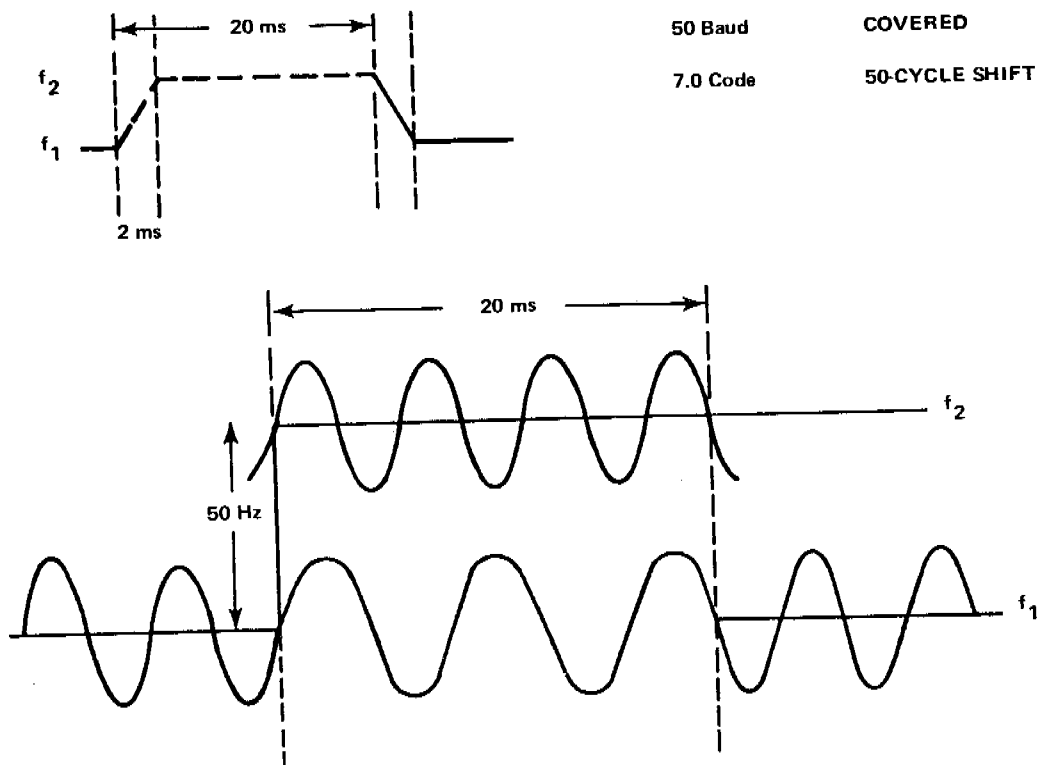 20 ms
50 Baud COVERED
f2
7.0 Code 50-CYCLE SHIFT
f1
2 ms
20 ms
f2
50 Hz
f1